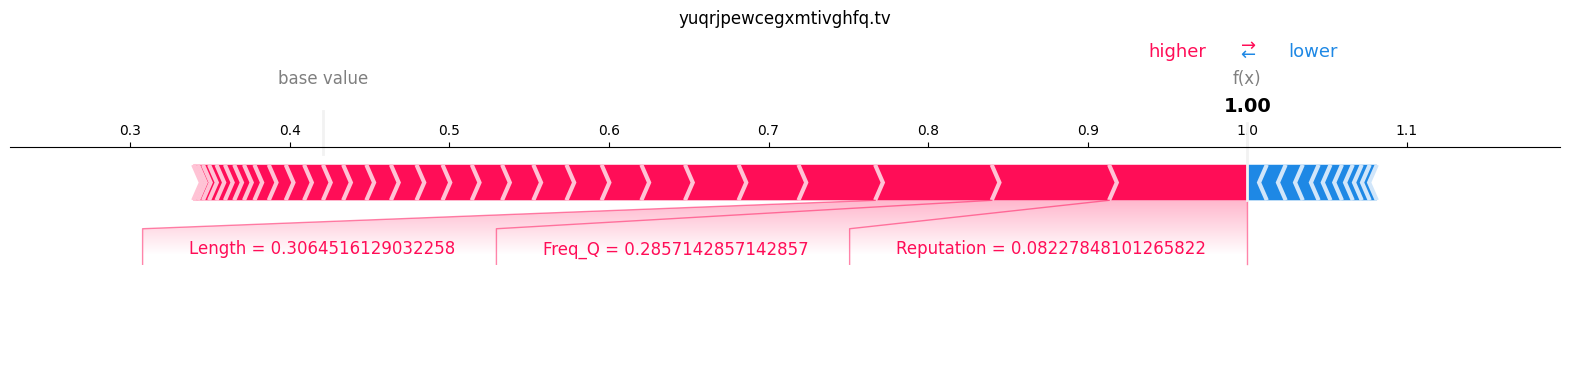 yuqrjpewcegxmtivghfq.tv
higher ⇄ lower
base value f(x)
1.00
0.3 0.4 0.5 0.6 0.7 0.8 0.9 1.0 1.1
Length = 0.3064516129032258 Freq_Q = 0.2857142857142857 Reputation = 0.08227848101265822